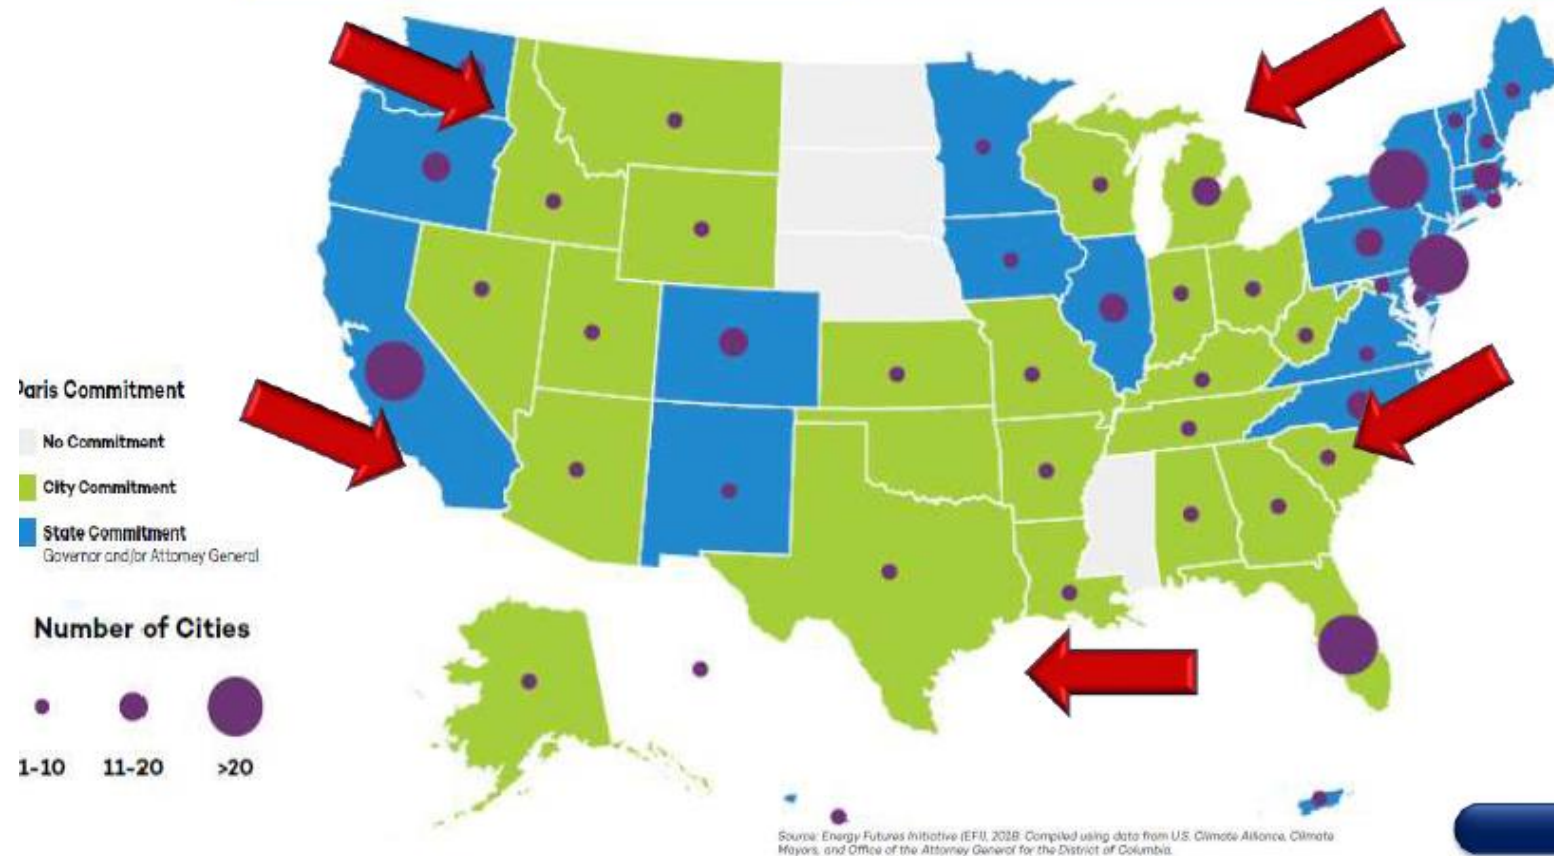 Paris Commitment
No Commitment
City Commitment
State Commitment
Governor and/or Attorney General
Number of Cities
1-10 11-20 >20
Source: Energy Futures Initiative (EFI), 2018. Compiled using data from U.S. Climate Alliance, Climate
Mayors, and Office of the Attorney General for the District of Columbia.